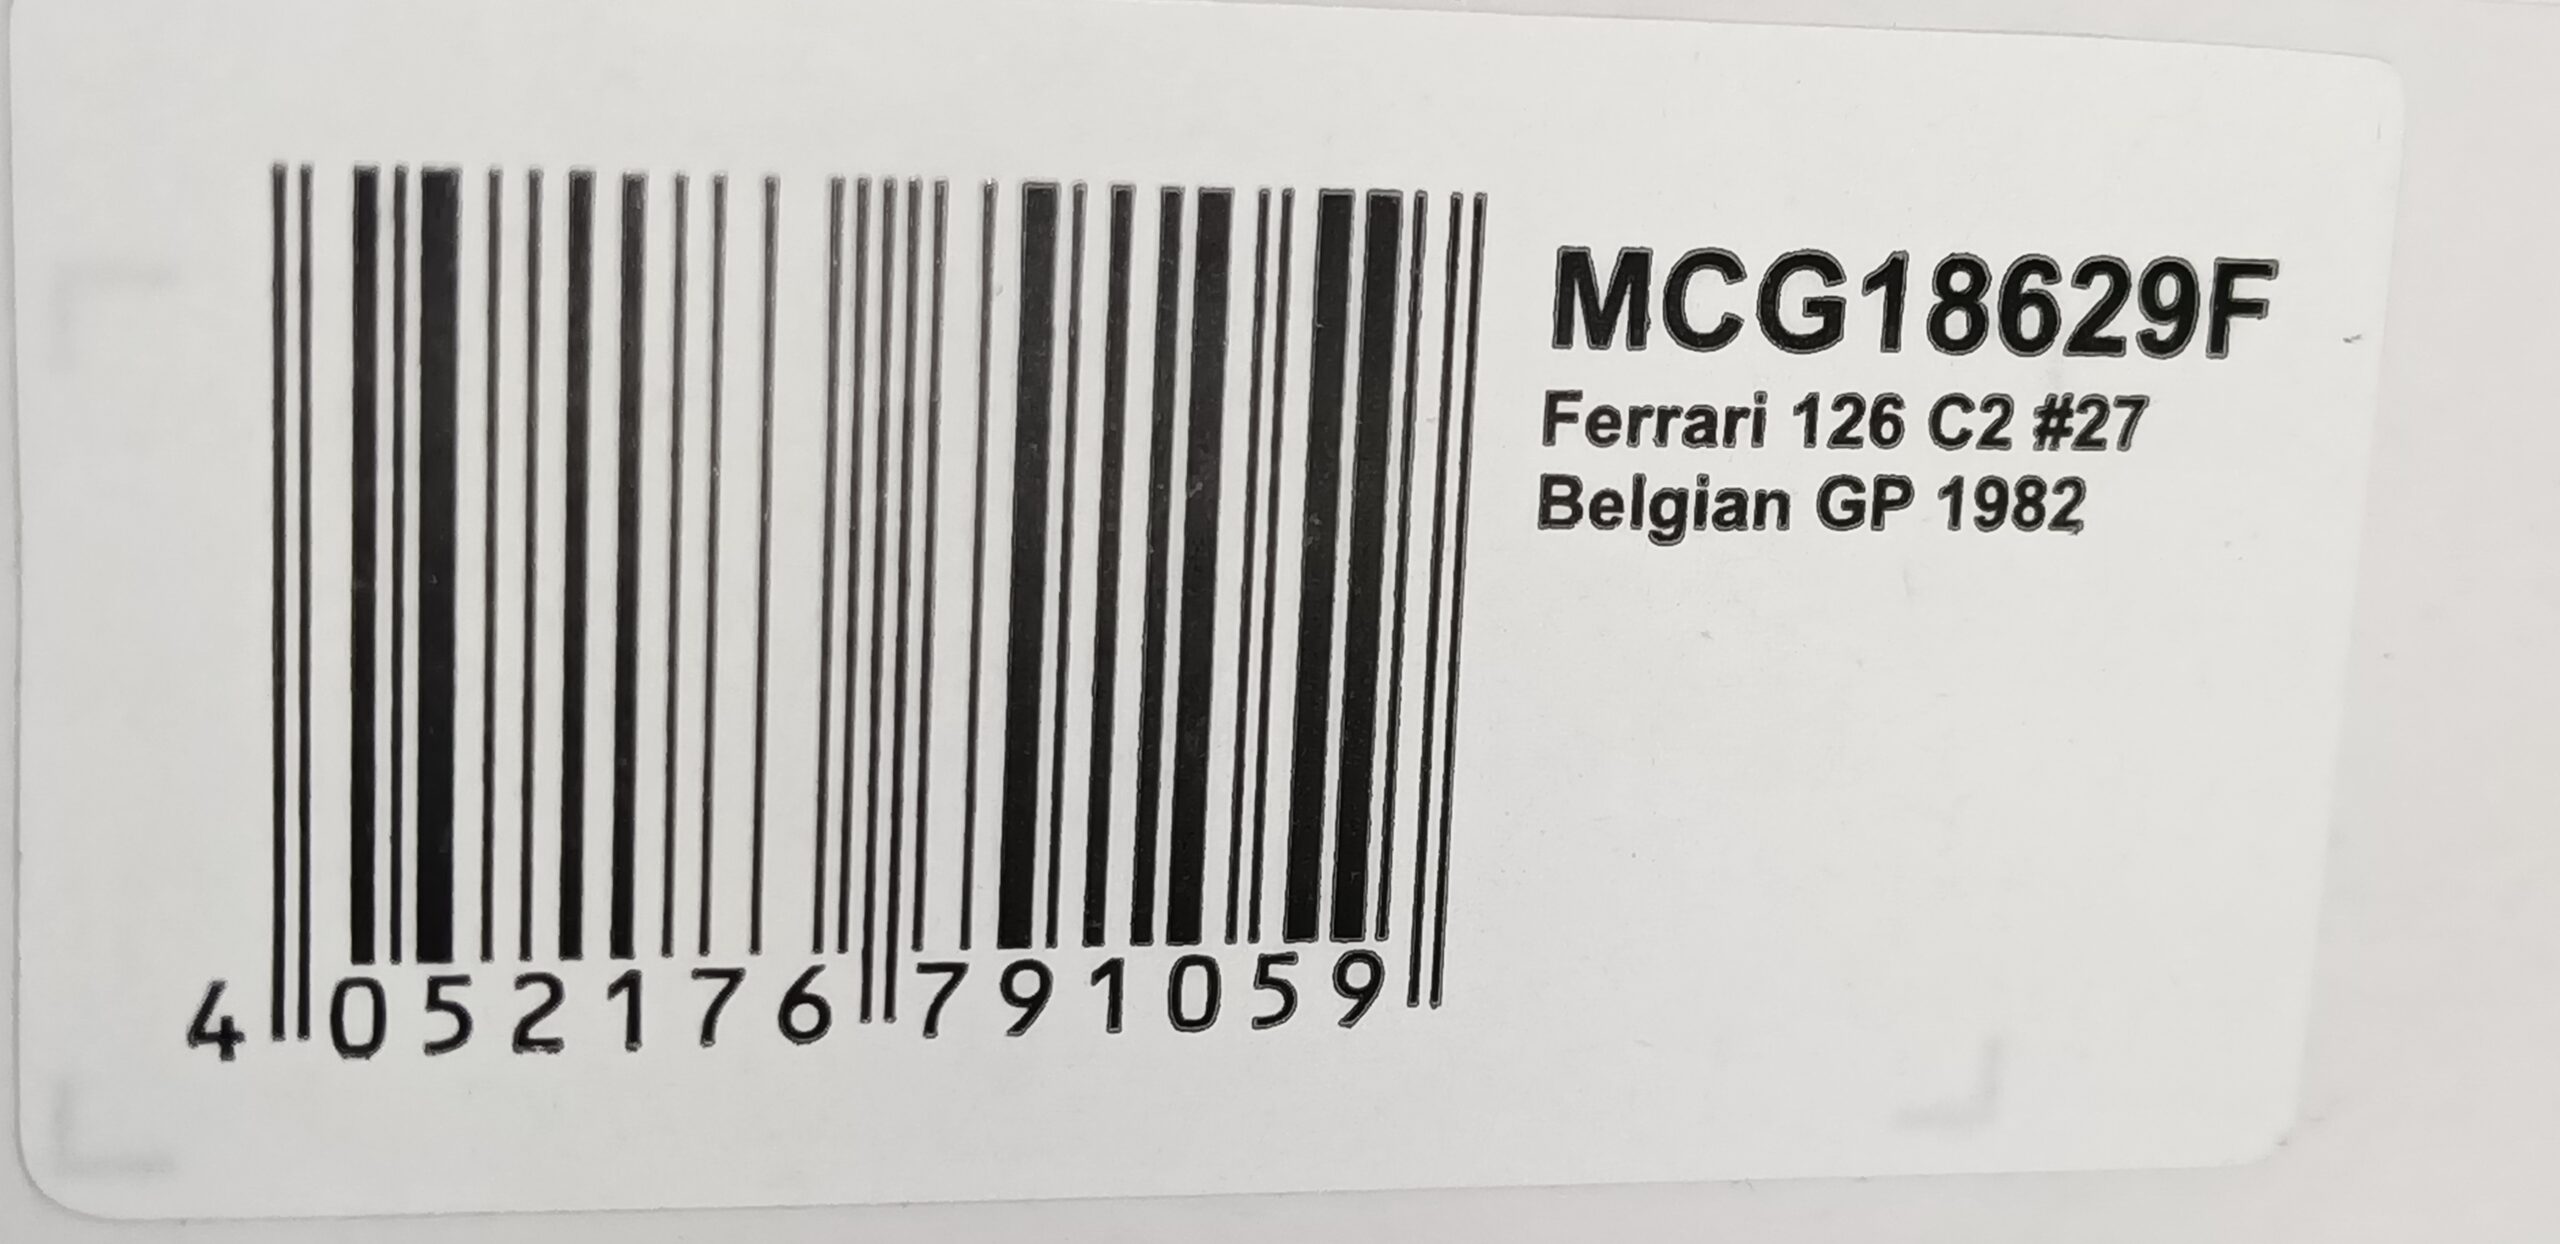 MCG18629F
Ferrari 126 C2 #27
Belgian GP 1982
4 052176 791059